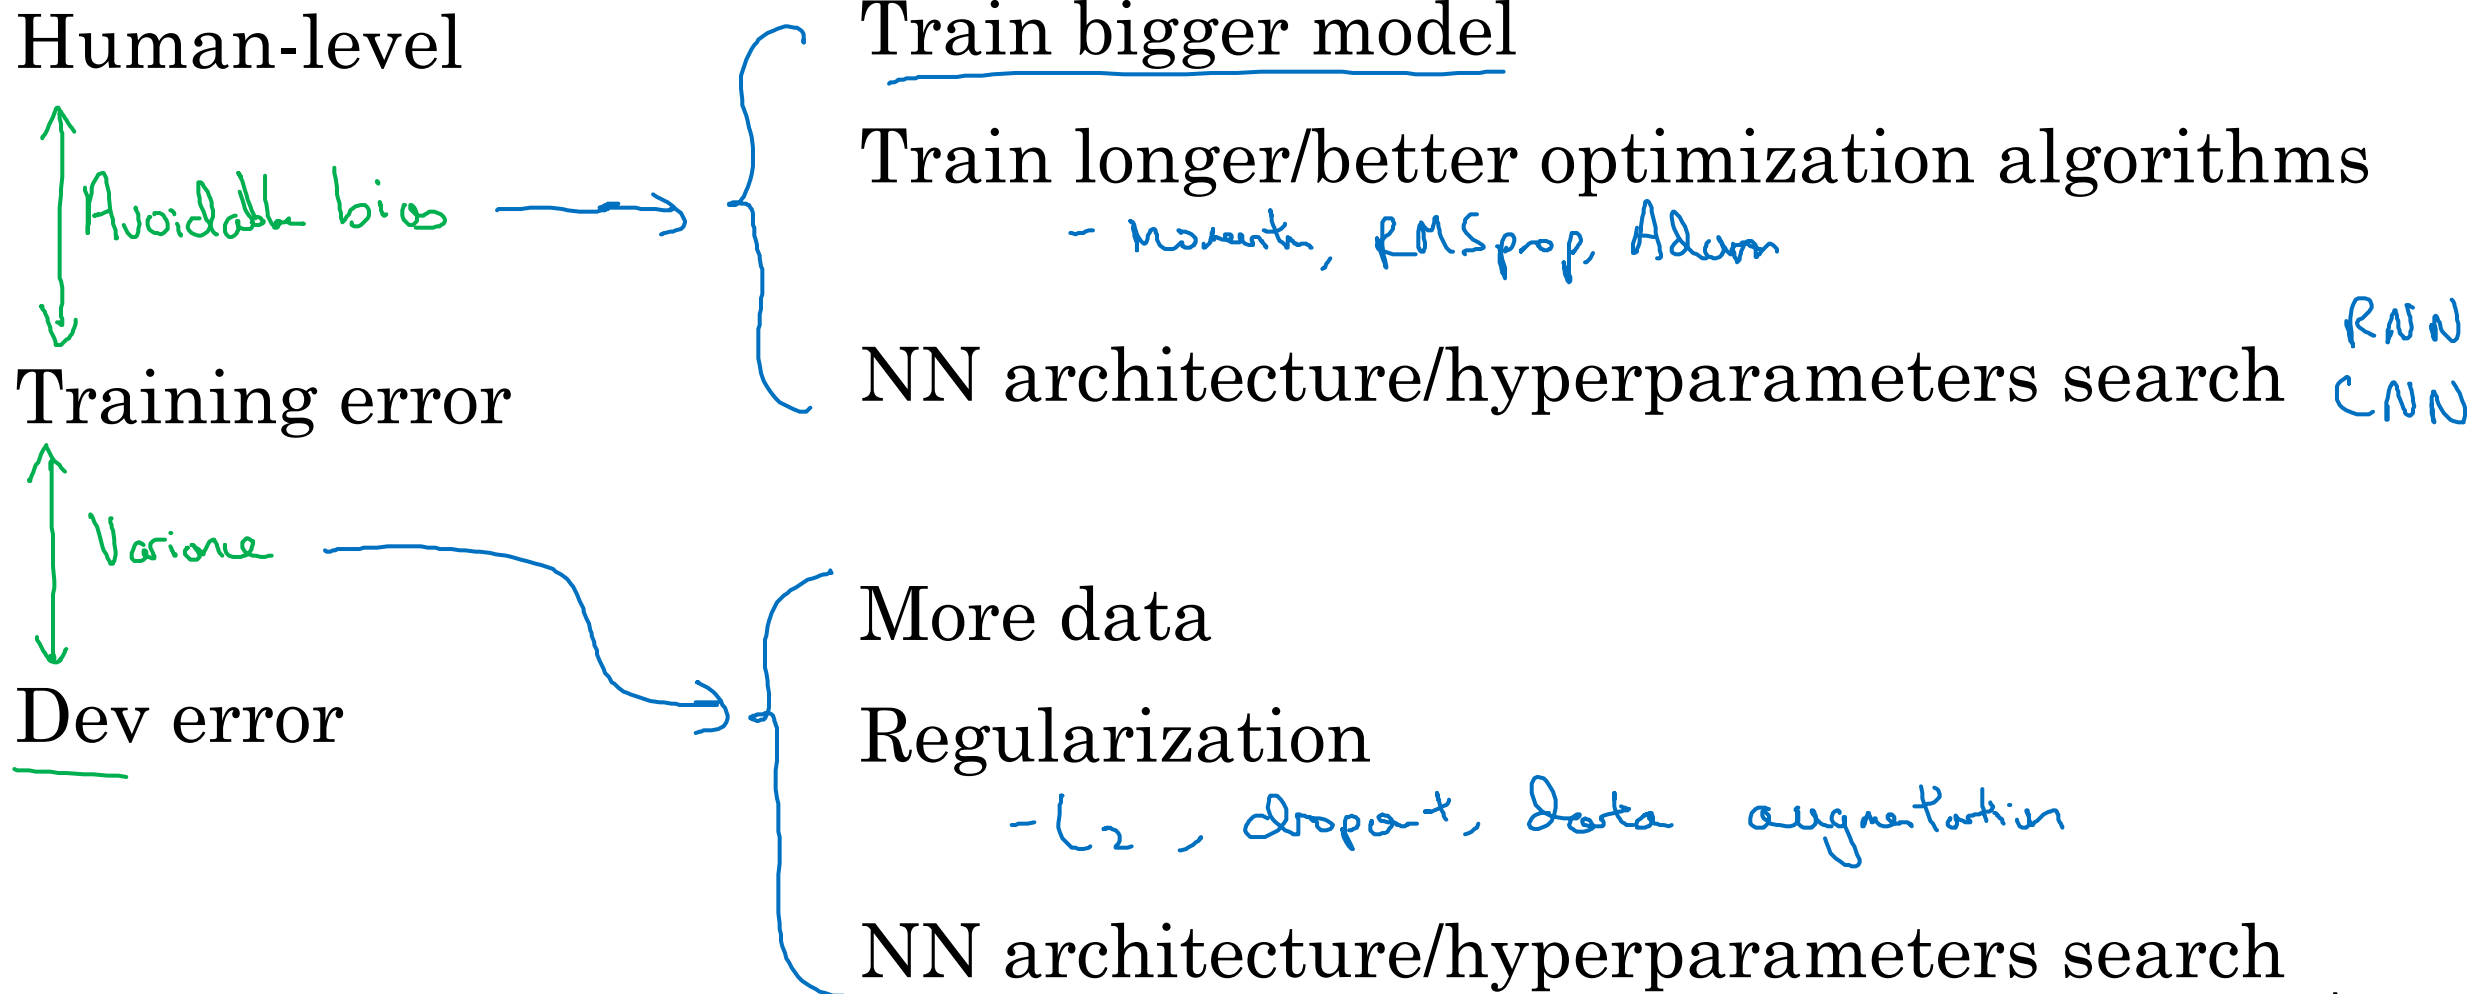 Human-level
Avoidable bias
Training error
Variance
Dev error
Train bigger model
Train longer/better optimization algorithms
- Momentum, RMSprop, Adam
NN architecture/hyperparameters search
RNN
CNN
More data
Regularization
- L2, dropout, data augmentation
NN architecture/hyperparameters search